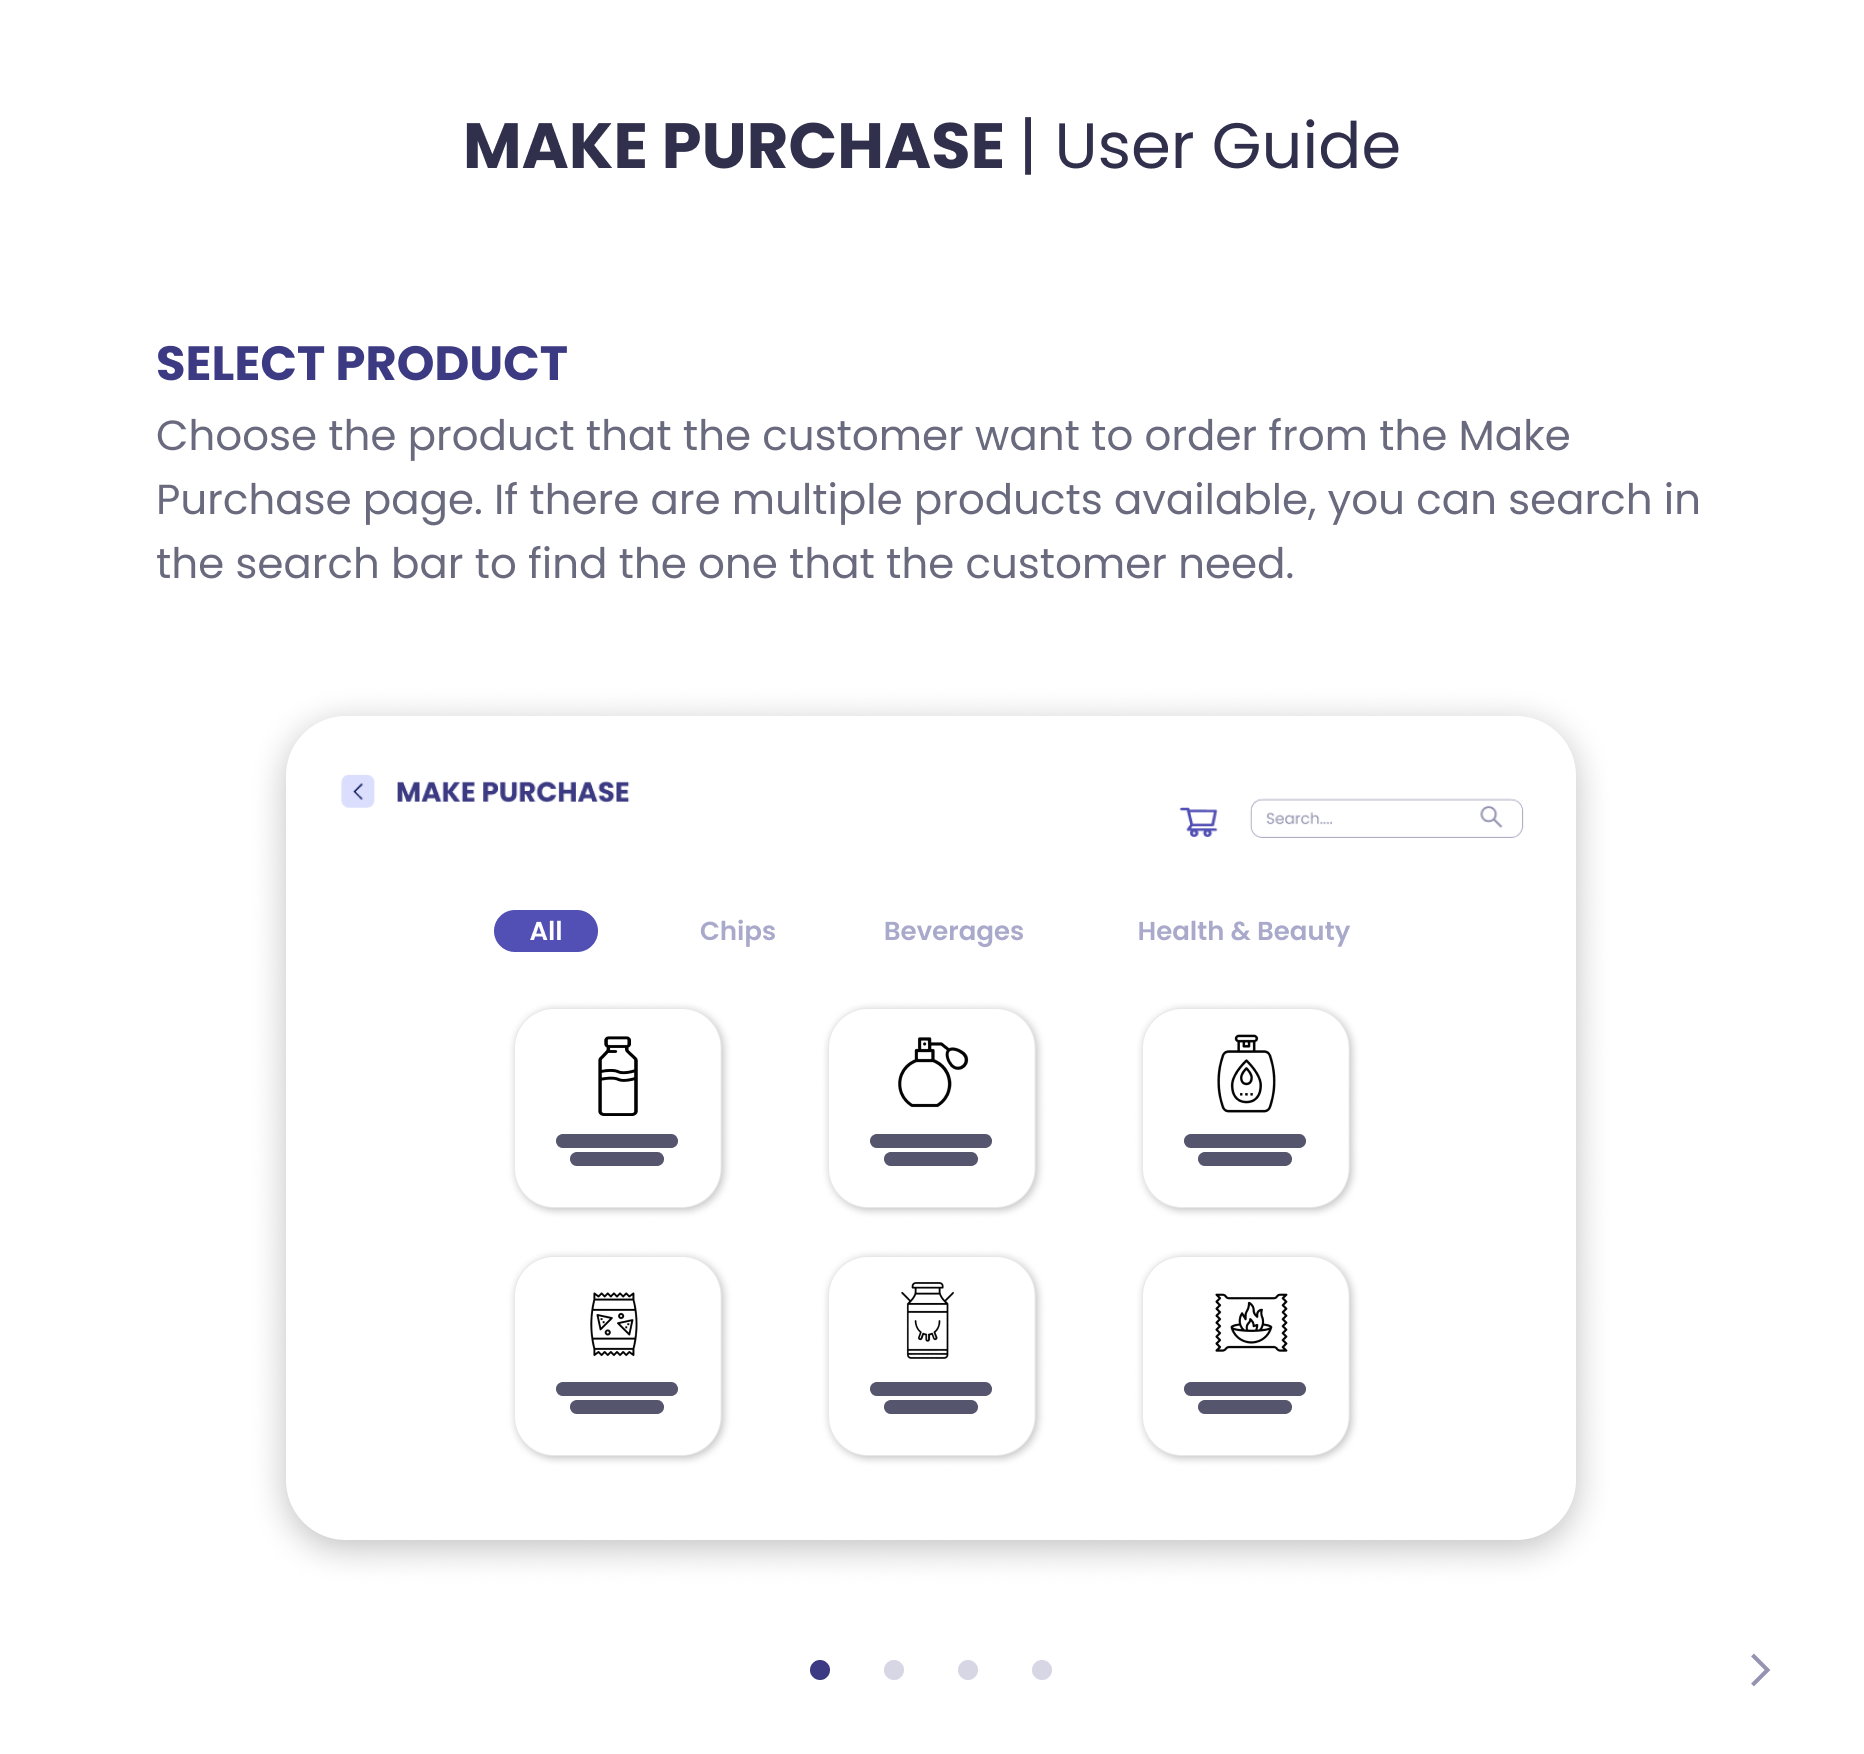 MAKE PURCHASE | User Guide
SELECT PRODUCT
Choose the product that the customer want to order from the Make
Purchase page. If there are multiple products available, you can search in
the search bar to find the one that the customer need.
MAKE PURCHASE
Search....
All Chips Beverages Health & Beauty